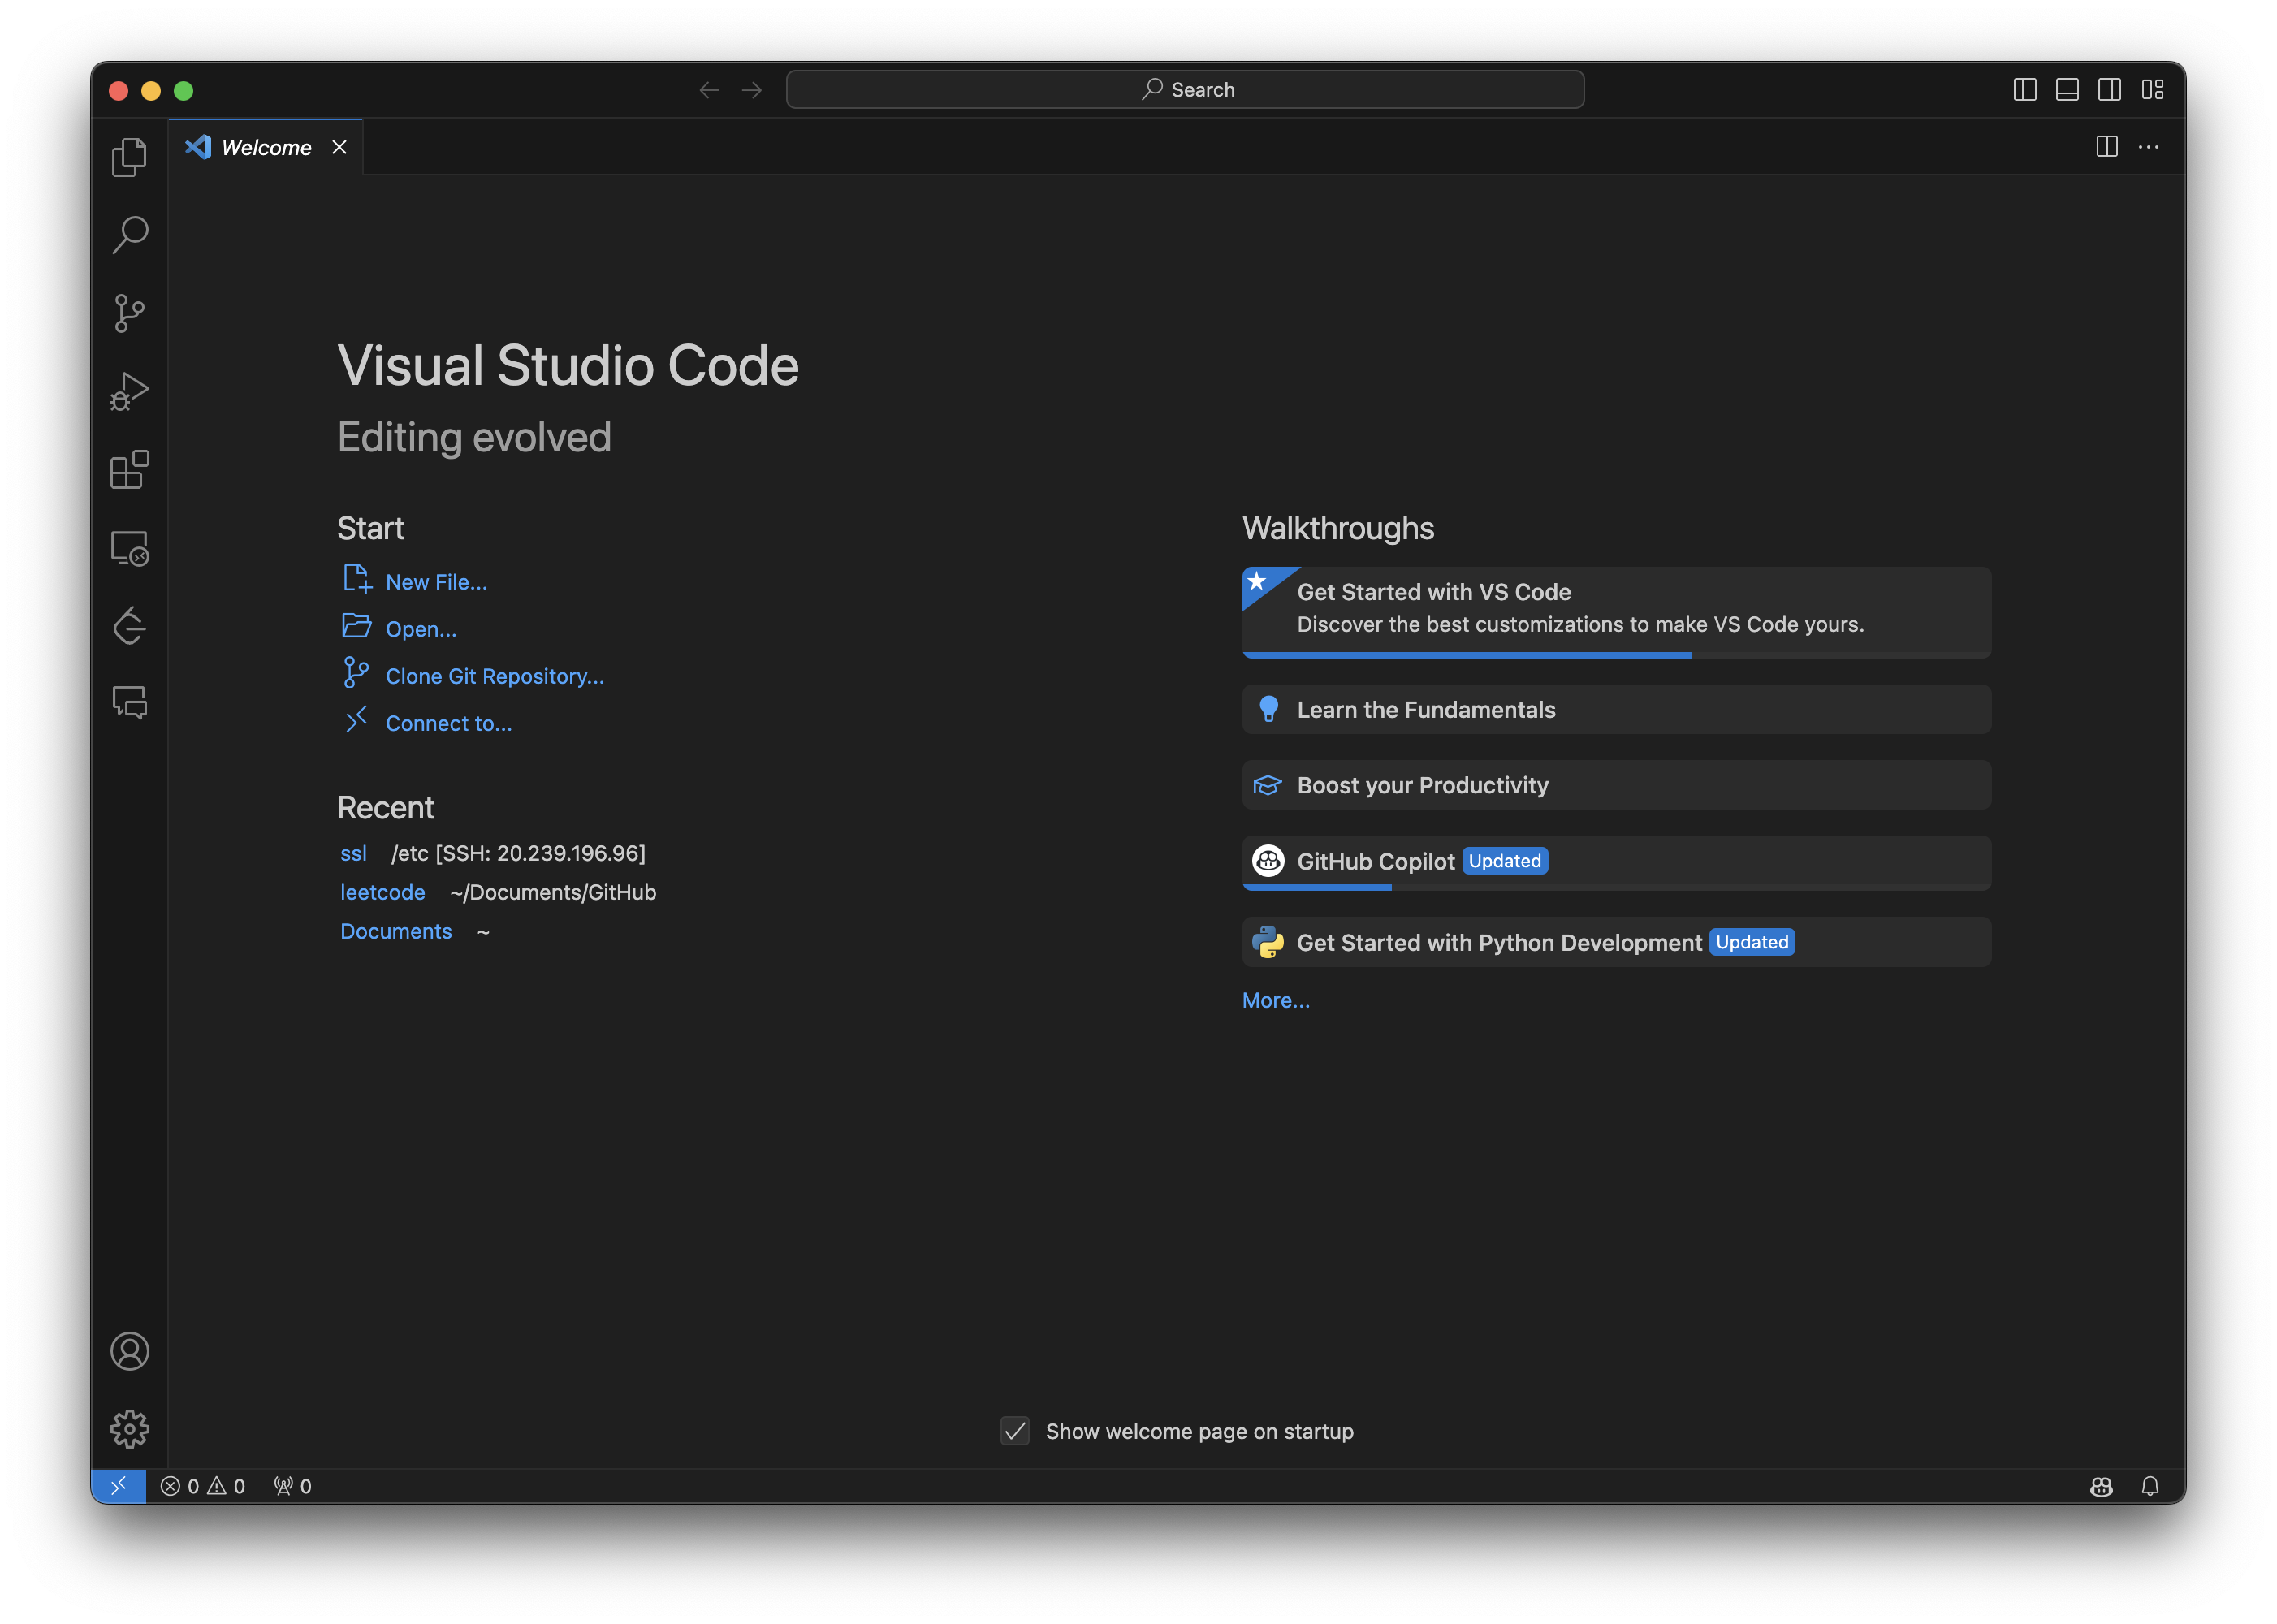 Search
Welcome
Visual Studio Code
Editing evolved
Start
New File...
Open...
Clone Git Repository...
Connect to...
Recent
ssl /etc [SSH: 20.239.196.96]
leetcode ~/Documents/GitHub
Documents ~
Walkthroughs
Get Started with VS Code
Discover the best customizations to make VS Code yours.
Learn the Fundamentals
Boost your Productivity
GitHub Copilot Updated
Get Started with Python Development Updated
More...
Show welcome page on startup
0 0 0